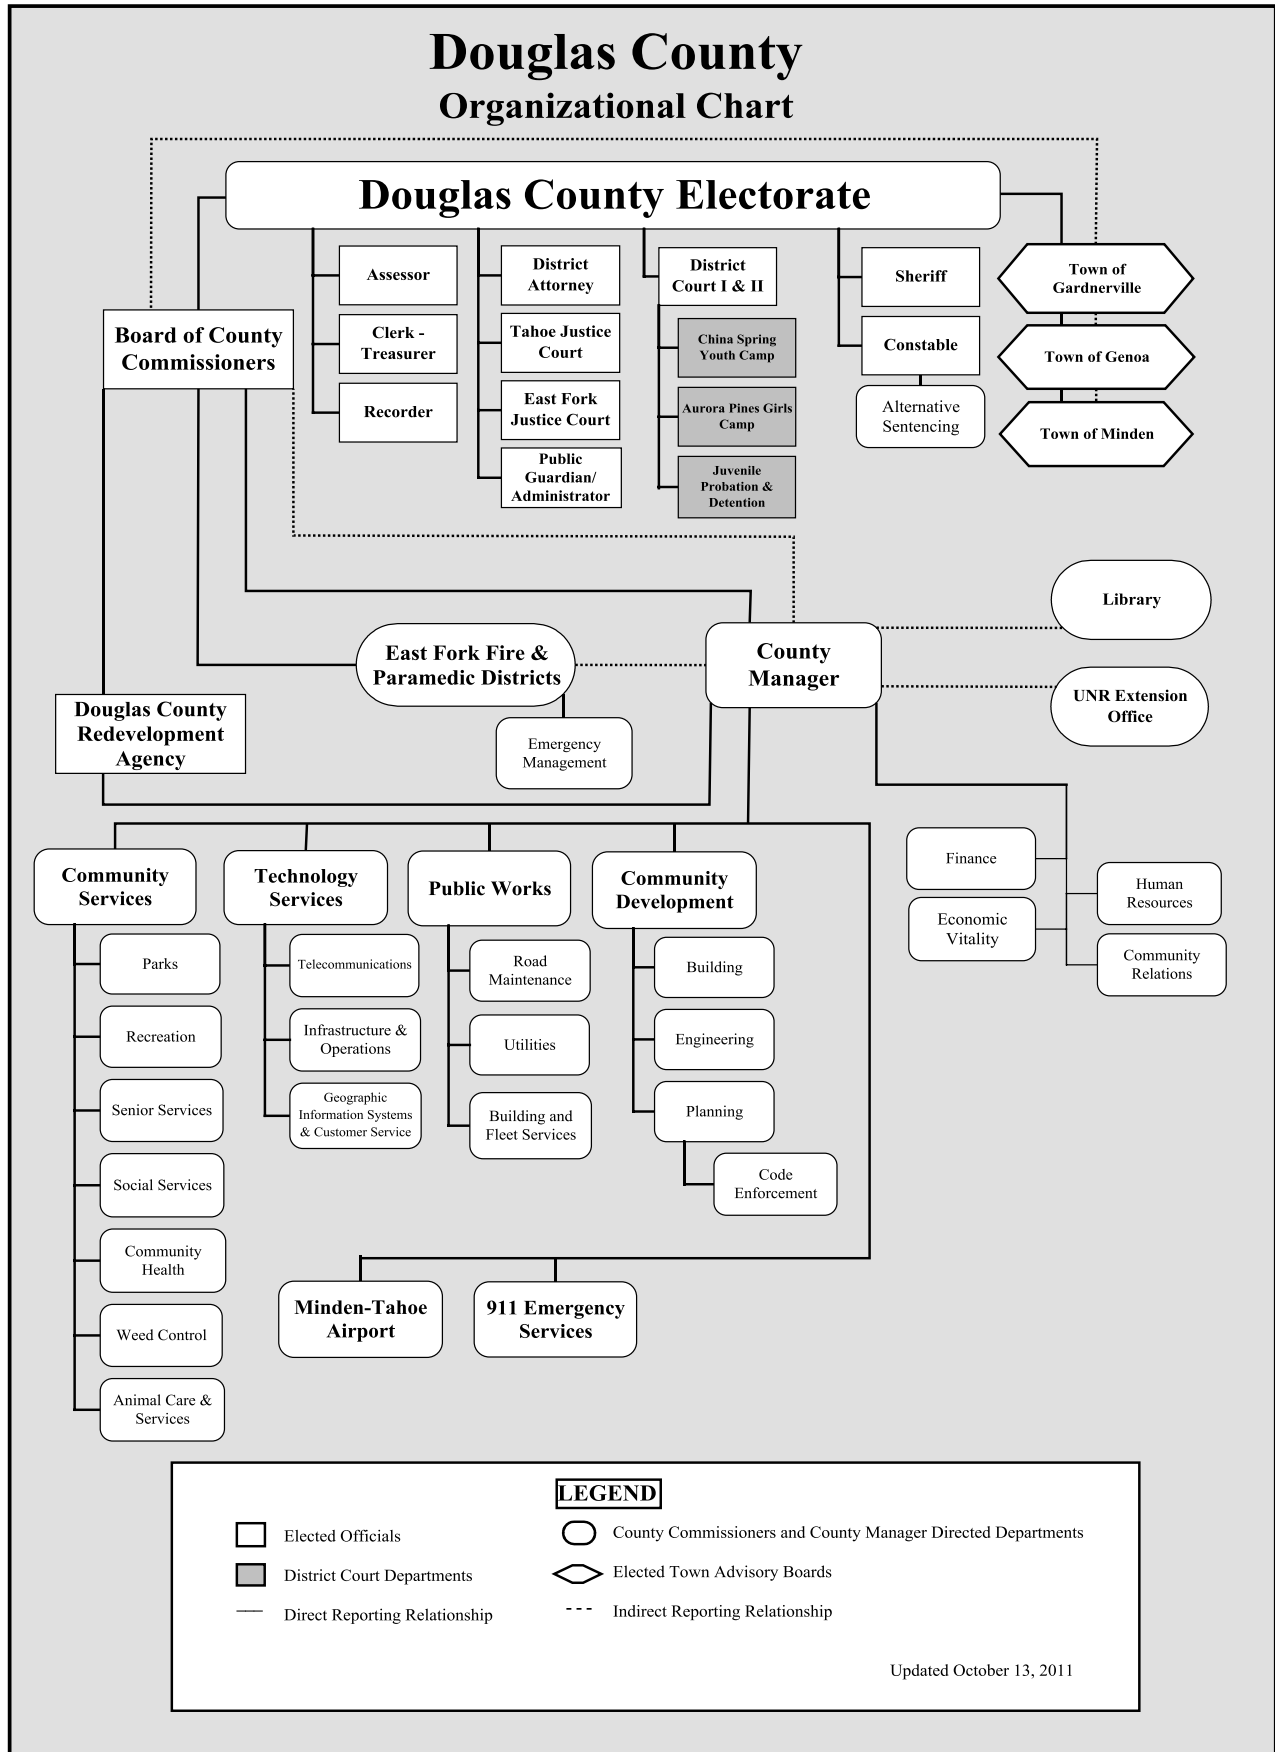 Douglas County
Organizational Chart
Douglas County Electorate
Assessor
Clerk -
Treasurer
Recorder
District
Attorney
Tahoe Justice
Court
East Fork
Justice Court
Public
Guardian/
Administrator
District
Court I & II
China Spring
Youth Camp
Aurora Pines Girls
Camp
Juvenile
Probation &
Detention
Sheriff
Constable
Alternative
Sentencing
Town of
Gardnerville
Town of Genoa
Town of Minden
Board of County
Commissioners
Library
UNR Extension
Office
County
Manager
East Fork Fire &
Paramedic Districts
Emergency
Management
Douglas County
Redevelopment
Agency
Finance
Economic
Vitality
Human
Resources
Community
Relations
Community
Services
Parks
Recreation
Senior Services
Social Services
Community
Health
Weed Control
Animal Care &
Services
Technology
Services
Telecommunications
Infrastructure &
Operations
Geographic
Information Systems
& Customer Service
Public Works
Road
Maintenance
Utilities
Building and
Fleet Services
Community
Development
Building
Engineering
Planning
Code
Enforcement
Minden-Tahoe
Airport
911 Emergency
Services
LEGEND
Elected Officials
District Court Departments
Direct Reporting Relationship
County Commissioners and County Manager Directed Departments
Elected Town Advisory Boards
Indirect Reporting Relationship
Updated October 13, 2011